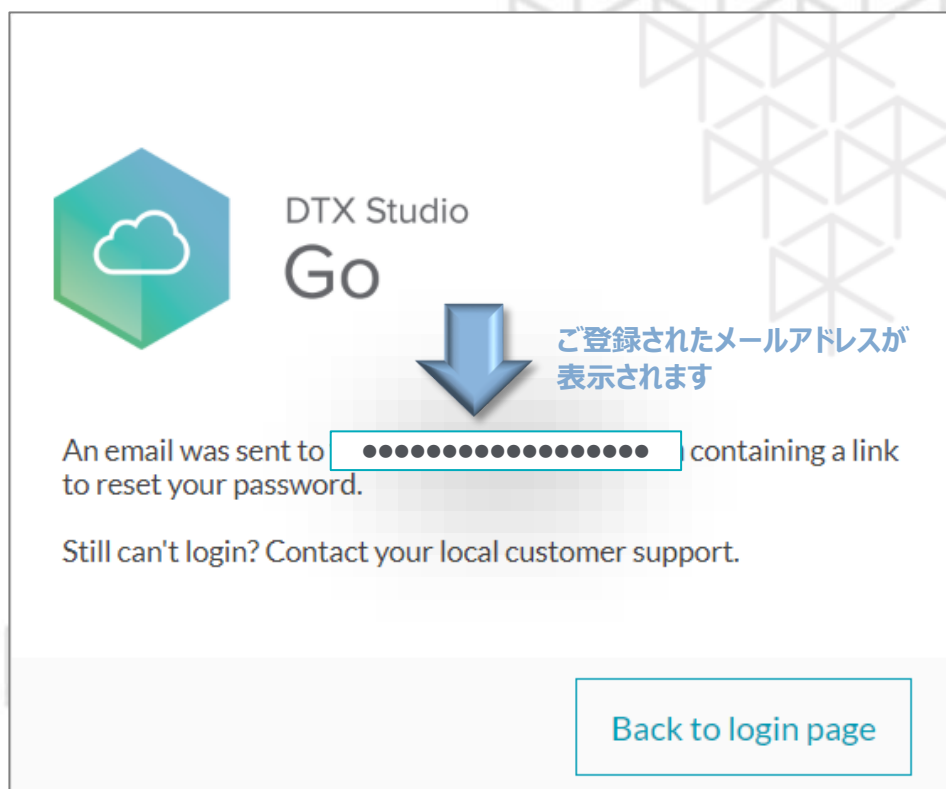 DTX Studio
Go
ご登録されたメールアドレスが
表示されます
An email was sent to ●●●●●●●●●●●●●●●●●● containing a link
to reset your password.
Still can't login? Contact your local customer support.
Back to login page